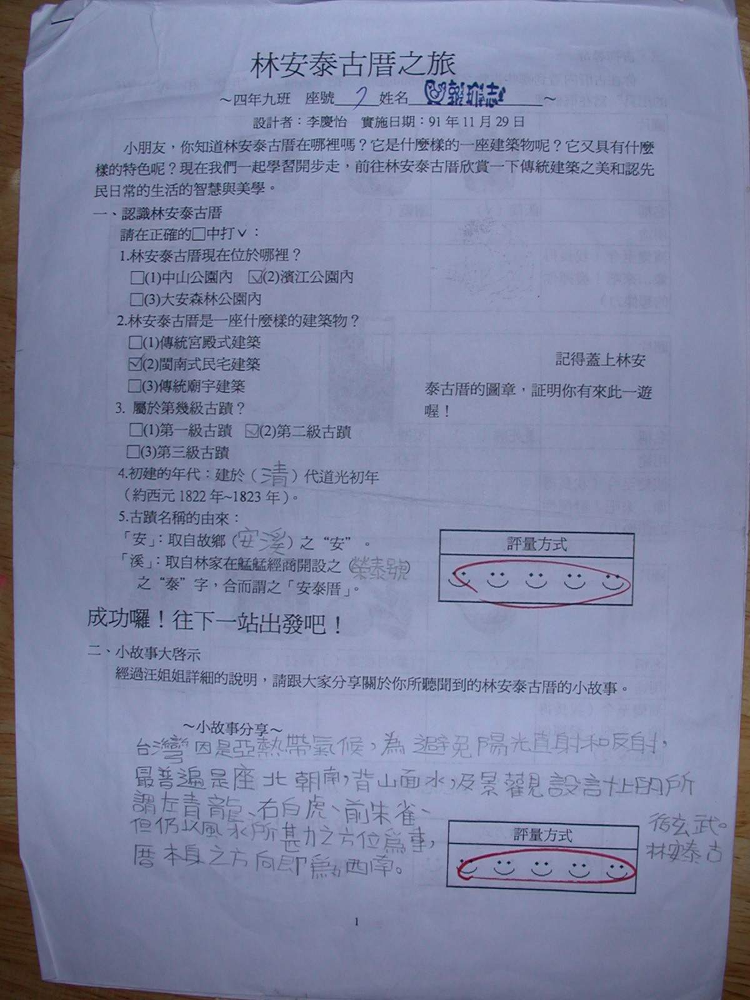 林安泰古厝之旅
～四年九班 座號 7 姓名 志～
設計者：李慶怡 實施日期：91年11月29日
小朋友，你知道林安泰古厝在哪裡嗎？它是什麼樣的一座建築物呢？它又具有什麼
樣的特色呢？現在我們一起學習開步走，前往林安泰古厝欣賞一下傳統建築之美和認先
民日常的生活的智慧與美學。
一、認識林安泰古厝
請在正確的□中打∨：
1.林安泰古厝現在位於哪裡？
□(1)中山公園內 ☑(2)濱江公園內
□(3)大安森林公園內
2.林安泰古厝是一座什麼樣的建築物？
□(1)傳統宮殿式建築
☑(2)閩南式民宅建築
□(3)傳統廟宇建築
記得蓋上林安
泰古厝的圖章，証明你有來此一遊
喔！
3. 屬於第幾級古蹟？
□(1)第一級古蹟 ☑(2)第二級古蹟
□(3)第三級古蹟
4.初建的年代：建於（清）代道光初年
（約西元1822年~1823年）。
5.古蹟名稱的由來：
「安」：取自故鄉（安溪）之“安”。
「溪」：取自林家在艋艋經商開設之（榮泰號）
之“泰”字，合而謂之「安泰厝」。
評量方式
成功囉！往下一站出發吧！
二、小故事大啓示
經過汪姐姐詳細的說明，請跟大家分享關於你所聽聞到的林安泰古厝的小故事。
～小故事分享～
台灣因是亞熱帶氣候，為避免陽光直射和反射，
最普遍是座北朝南，背山面水，及景觀設計上的所
謂左青龍、右白虎、前朱雀、
後玄武。
林安泰古
但仍以風水所甚力之方位為事，
厝本身之方向即為西南。
評量方式
1